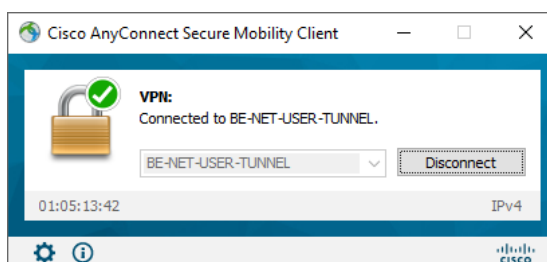 Cisco AnyConnect Secure Mobility Client
VPN:
Connected to BE-NET-USER-TUNNEL.
BE-NET-USER-TUNNEL
Disconnect
01:05:13:42
IPv4
CISCO